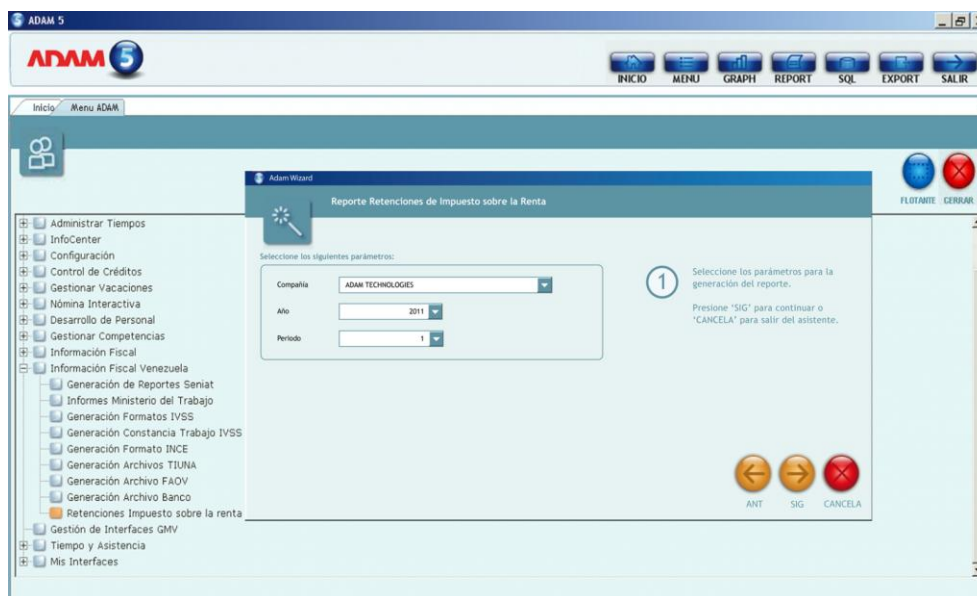 ADAM 5
ADAM 5
INICIO MENU GRAPH REPORT SQL EXPORT SALIR
Inicio Menu ADAM
FLOTANTE CERRAR
Adam Wizard
Reporte Retenciones de Impuesto sobre la Renta
Seleccione los siguientes parámetros:
Compañía ADAM TECHNOLOGIES
Año 2011
Periodo 1
1
Seleccione los parámetros para la
generación del reporte.
Presione 'SIG' para continuar o
'CANCELA' para salir del asistente.
ANT SIG CANCELA
Administrar Tiempos
InfoCenter
Configuración
Control de Créditos
Gestionar Vacaciones
Nómina Interactiva
Desarrollo de Personal
Gestionar Competencias
Información Fiscal
Información Fiscal Venezuela
Generación de Reportes Seniat
Informes Ministerio del Trabajo
Generación Formatos IVSS
Generación Constancia Trabajo IVSS
Generación Formato INCE
Generación Archivos TIUNA
Generación Archivo FAOV
Generación Archivo Banco
Retenciones Impuesto sobre la renta
Gestión de Interfaces GMV
Tiempo y Asistencia
Mis Interfaces